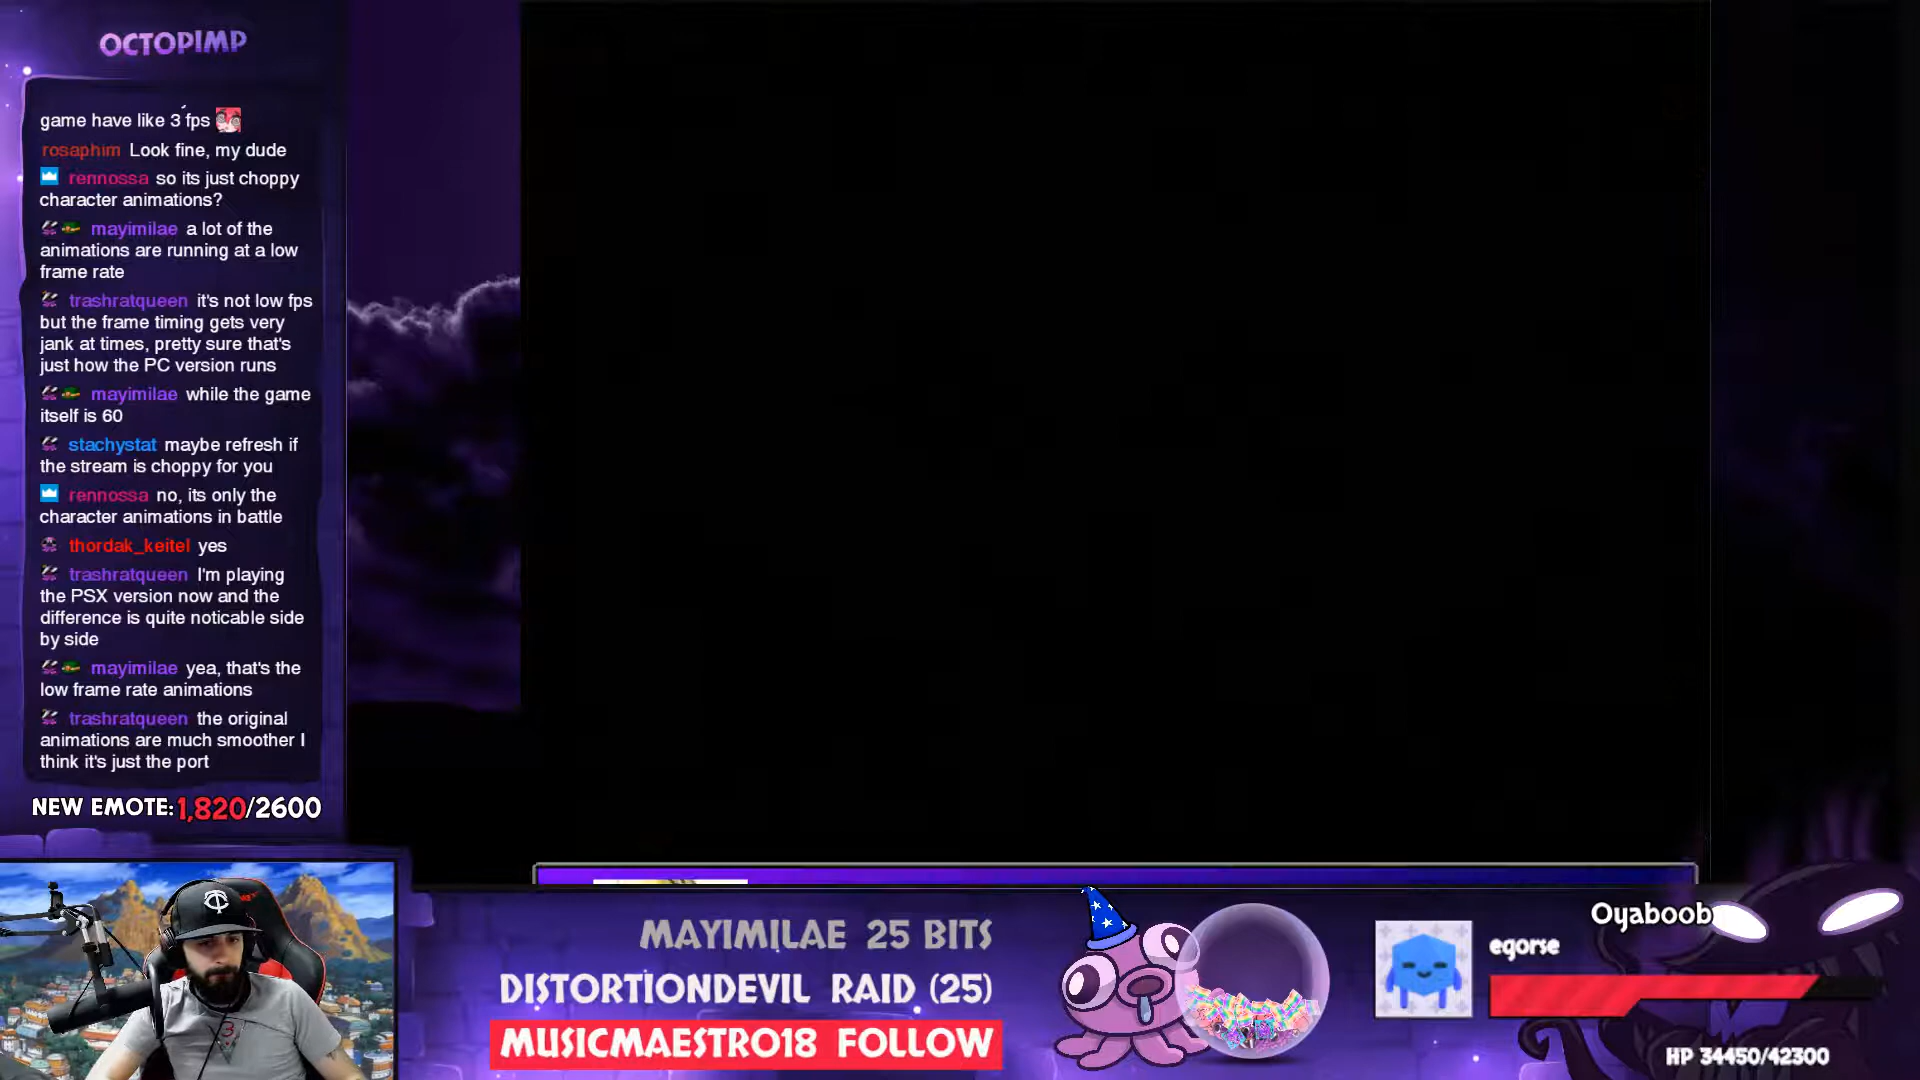 OCTOPIMP
game have like 3 fps
rosaphim Look fine, my dude
rennossa so its just choppy
character animations?
mayimilae a lot of the
animations are running at a low
frame rate
trashratqueen it's not low fps
but the frame timing gets very
jank at times, pretty sure that's
just how the PC version runs
mayimilae while the game
itself is 60
stachystat maybe refresh if
the stream is choppy for you
rennossa no, its only the
character animations in battle
thordak_keitel yes
trashratqueen I'm playing
the PSX version now and the
difference is quite noticable side
by side
mayimilae yea, that's the
low frame rate animations
trashratqueen the original
animations are much smoother I
think it's just the port
NEW EMOTE: 1,820/2600
MAYIMILAE 25 BITS
DISTORTIONDEVIL RAID (25)
MUSICMAESTRO18 FOLLOW
Oyaboob
egorse
HP 34450/42300